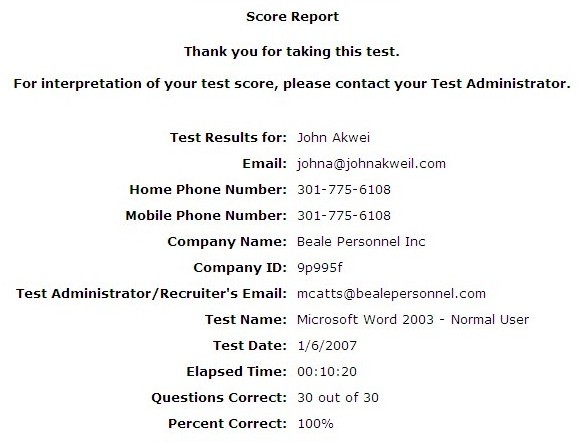 Score Report
Thank you for taking this test.
For interpretation of your test score, please contact your Test Administrator.
Test Results for: John Akwei
Email: johna@johnakweil.com
Home Phone Number: 301-775-6108
Mobile Phone Number: 301-775-6108
Company Name: Beale Personnel Inc
Company ID: 9p995f
Test Administrator/Recruiter's Email: mcatts@bealepersonnel.com
Test Name: Microsoft Word 2003 - Normal User
Test Date: 1/6/2007
Elapsed Time: 00:10:20
Questions Correct: 30 out of 30
Percent Correct: 100%